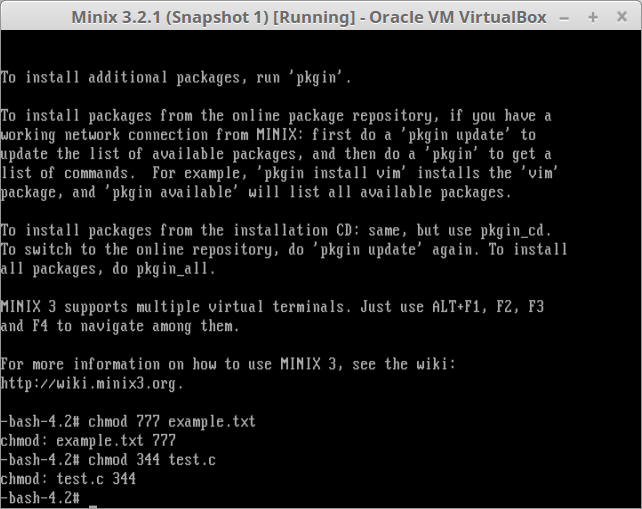 Minix 3.2.1 (Snapshot 1) [Running] - Oracle VM VirtualBox
To install additional packages, run 'pkgin'.
To install packages from the online package repository, if you have a
working network connection from MINIX: first do a 'pkgin update' to
update the list of available packages, and then do a 'pkgin' to get a
list of commands.  For example, 'pkgin install vim' installs the 'vim'
package, and 'pkgin available' will list all available packages.
To install packages from the installation CD: same, but use pkgin_cd.
To switch to the online repository, do 'pkgin update' again. To install
all packages, do pkgin_all.
MINIX 3 supports multiple virtual terminals. Just use ALT+F1, F2, F3
and F4 to navigate among them.
For more information on how to use MINIX 3, see the wiki:
http://wiki.minix3.org.
-bash-4.2# chmod 777 example.txt
chmod: example.txt 777
-bash-4.2# chmod 344 test.c
chmod: test.c 344
-bash-4.2# _